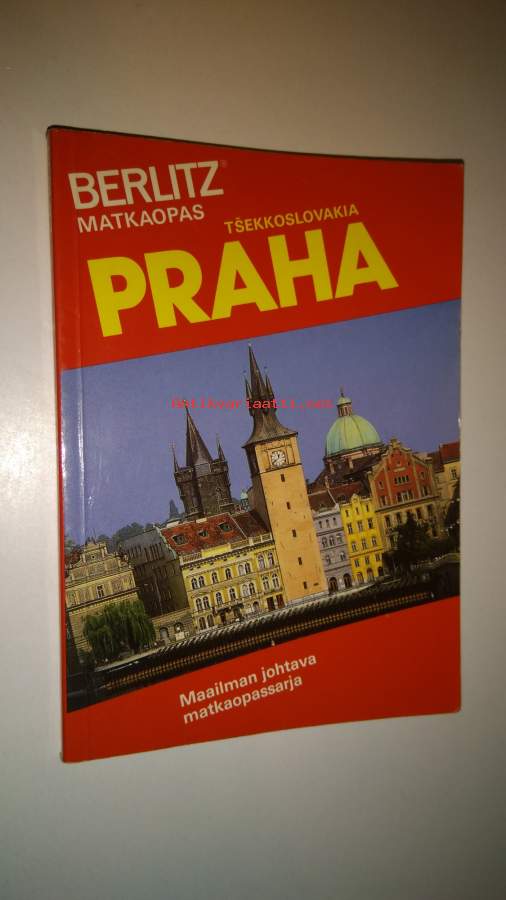 BERLITZ®
MATKAOPAS
TŠEKKOSLOVAKIA
PRAHA
Antikvariaatti.net
Maailman johtava
matkaopassarja